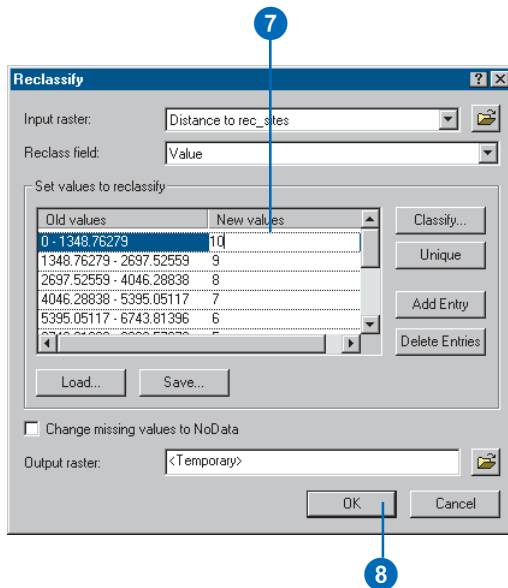 7
Reclassify
Input raster: Distance to rec_sites
Reclass field: Value
Set values to reclassify
Old values New values
0 - 1348.76279 10
1348.76279 - 2697.52559 9
2697.52559 - 4046.28838 8
4046.28838 - 5395.05117 7
5395.05117 - 6743.81396 6
Classify...
Unique
Add Entry
Delete Entries
Load... Save...
Change missing values to NoData
Output raster: <Temporary>
OK Cancel
8